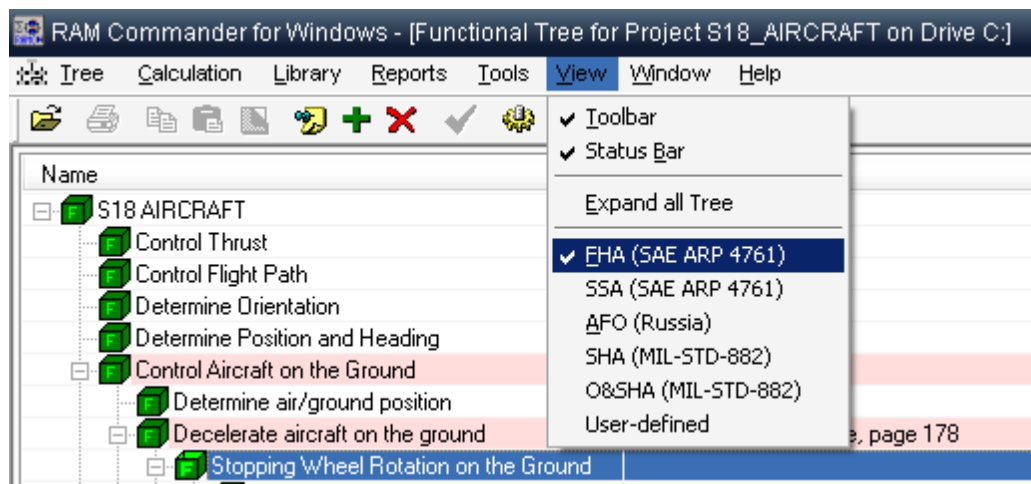 RAM Commander for Windows - [Functional Tree for Project S18_AIRCRAFT on Drive C:]
Tree Calculation Library Reports Tools View Window Help
Toolbar
Status Bar
Name
Expand all Tree
S18 AIRCRAFT
Control Thrust
FHA (SAE ARP 4761)
Control Flight Path
SSA (SAE ARP 4761)
Determine Orientation
AFO (Russia)
Determine Position and Heading
SHA (MIL-STD-882)
Control Aircraft on the Ground
O&SHA (MIL-STD-882)
Determine air/ground position
User-defined
Decelerate aircraft on the ground , page 178
Stopping Wheel Rotation on the Ground